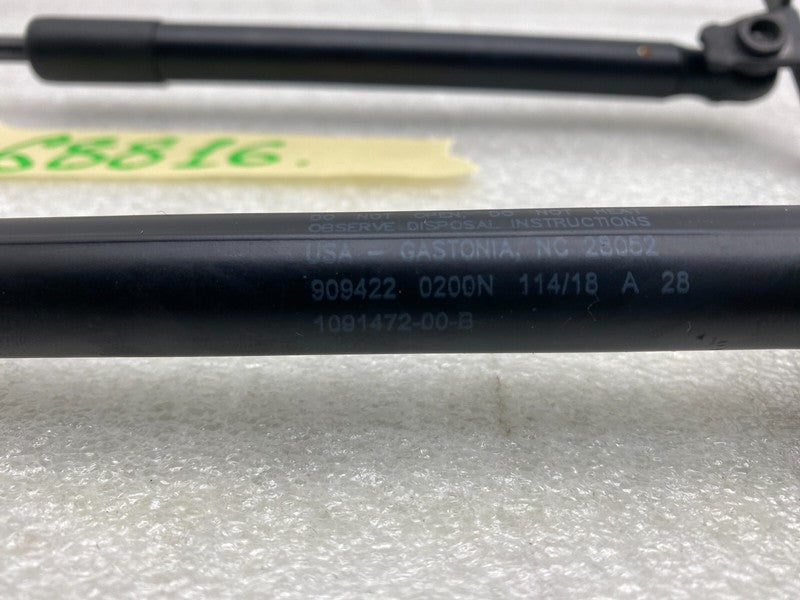 68816.
DO NOT OPEN, DO NOT HEAT
OBSERVE DISPOSAL INSTRUCTIONS
USA - GASTONIA, NC 28052
909422 0200N 114/18 A 28
1091472-00-B